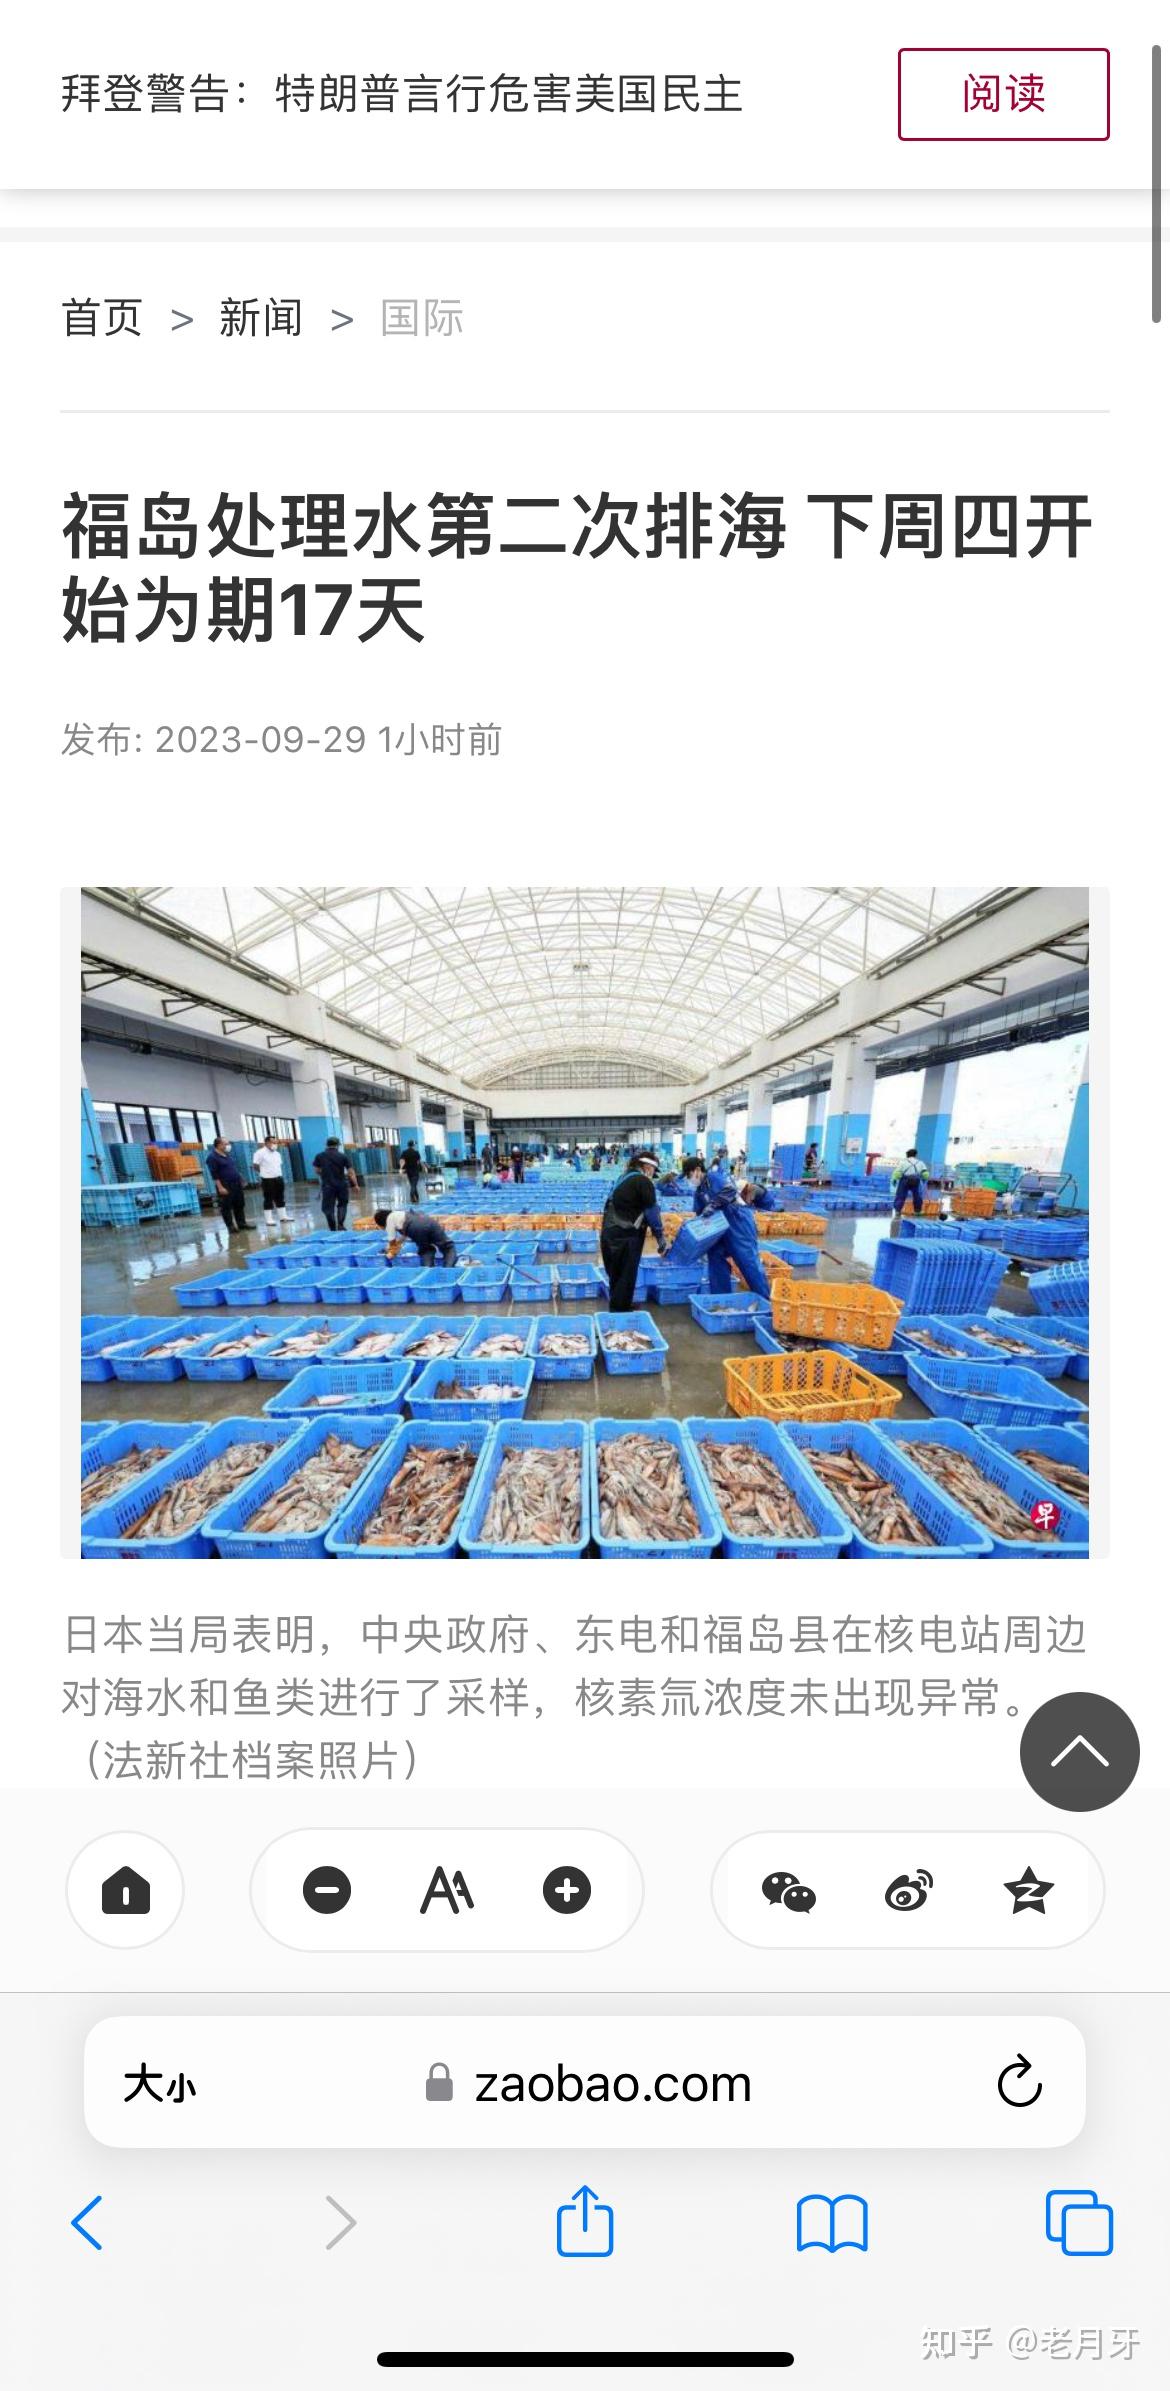 拜登警告：特朗普言行危害美国民主
阅读
首页 > 新闻 > 国际
福岛处理水第二次排海 下周四开
始为期17天
发布: 2023-09-29 1小时前
早
日本当局表明，中央政府、东电和福岛县在核电站周边
对海水和鱼类进行了采样，核素氚浓度未出现异常。
（法新社档案照片）
大小
zaobao.com
知乎 @老月牙